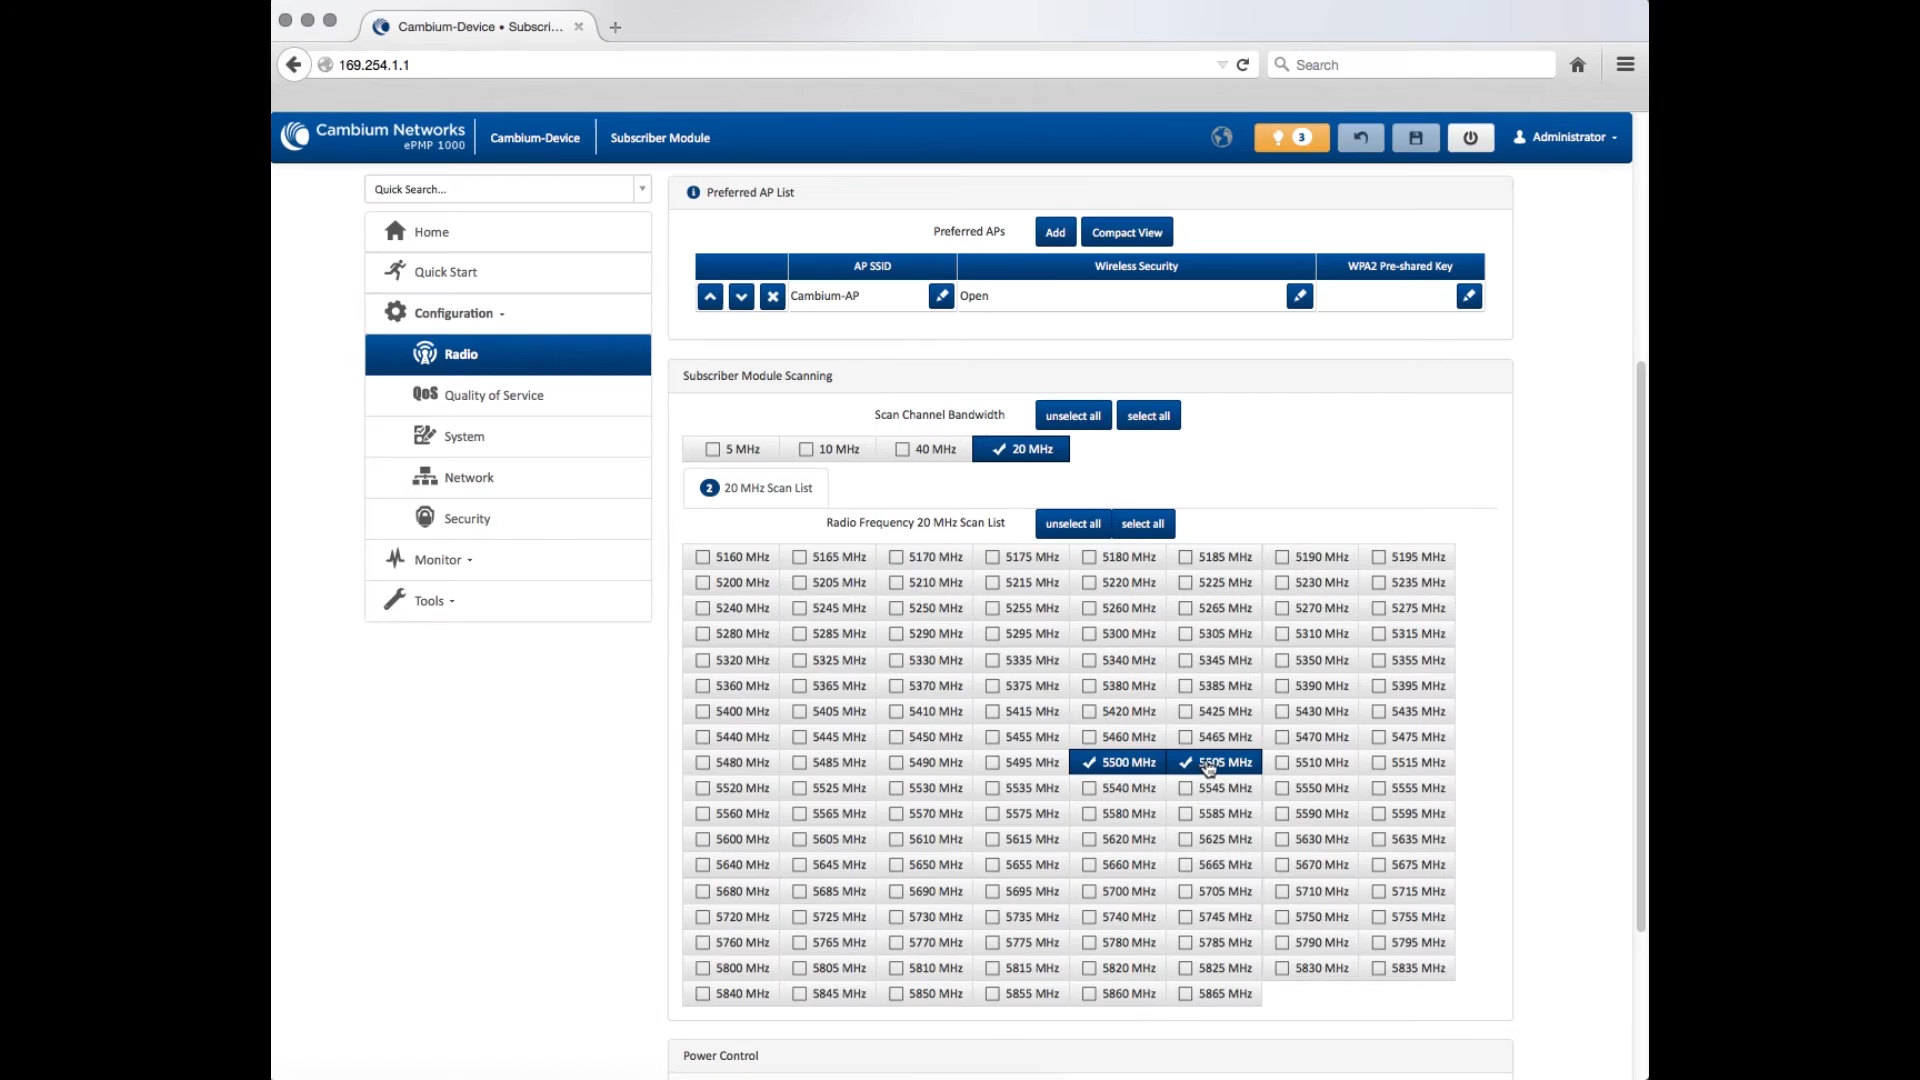 Cambium-Device • Subscri...
169.254.1.1
Search
Cambium Networks
ePMP 1000
Cambium-Device
Subscriber Module
3
Administrator
Quick Search...
Home
Quick Start
Configuration
Radio
QoS Quality of Service
System
Network
Security
Monitor
Tools
Preferred AP List
Preferred APs Add Compact View
AP SSID Wireless Security WPA2 Pre-shared Key
Cambium-AP Open
Subscriber Module Scanning
Scan Channel Bandwidth unselect all select all
5 MHz 10 MHz 40 MHz 20 MHz
2 20 MHz Scan List
Radio Frequency 20 MHz Scan List unselect all select all
5160 MHz 5165 MHz 5170 MHz 5175 MHz 5180 MHz 5185 MHz 5190 MHz 5195 MHz
5200 MHz 5205 MHz 5210 MHz 5215 MHz 5220 MHz 5225 MHz 5230 MHz 5235 MHz
5240 MHz 5245 MHz 5250 MHz 5255 MHz 5260 MHz 5265 MHz 5270 MHz 5275 MHz
5280 MHz 5285 MHz 5290 MHz 5295 MHz 5300 MHz 5305 MHz 5310 MHz 5315 MHz
5320 MHz 5325 MHz 5330 MHz 5335 MHz 5340 MHz 5345 MHz 5350 MHz 5355 MHz
5360 MHz 5365 MHz 5370 MHz 5375 MHz 5380 MHz 5385 MHz 5390 MHz 5395 MHz
5400 MHz 5405 MHz 5410 MHz 5415 MHz 5420 MHz 5425 MHz 5430 MHz 5435 MHz
5440 MHz 5445 MHz 5450 MHz 5455 MHz 5460 MHz 5465 MHz 5470 MHz 5475 MHz
5480 MHz 5485 MHz 5490 MHz 5495 MHz 5500 MHz 5505 MHz 5510 MHz 5515 MHz
5520 MHz 5525 MHz 5530 MHz 5535 MHz 5540 MHz 5545 MHz 5550 MHz 5555 MHz
5560 MHz 5565 MHz 5570 MHz 5575 MHz 5580 MHz 5585 MHz 5590 MHz 5595 MHz
5600 MHz 5605 MHz 5610 MHz 5615 MHz 5620 MHz 5625 MHz 5630 MHz 5635 MHz
5640 MHz 5645 MHz 5650 MHz 5655 MHz 5660 MHz 5665 MHz 5670 MHz 5675 MHz
5680 MHz 5685 MHz 5690 MHz 5695 MHz 5700 MHz 5705 MHz 5710 MHz 5715 MHz
5720 MHz 5725 MHz 5730 MHz 5735 MHz 5740 MHz 5745 MHz 5750 MHz 5755 MHz
5760 MHz 5765 MHz 5770 MHz 5775 MHz 5780 MHz 5785 MHz 5790 MHz 5795 MHz
5800 MHz 5805 MHz 5810 MHz 5815 MHz 5820 MHz 5825 MHz 5830 MHz 5835 MHz
5840 MHz 5845 MHz 5850 MHz 5855 MHz 5860 MHz 5865 MHz
Power Control